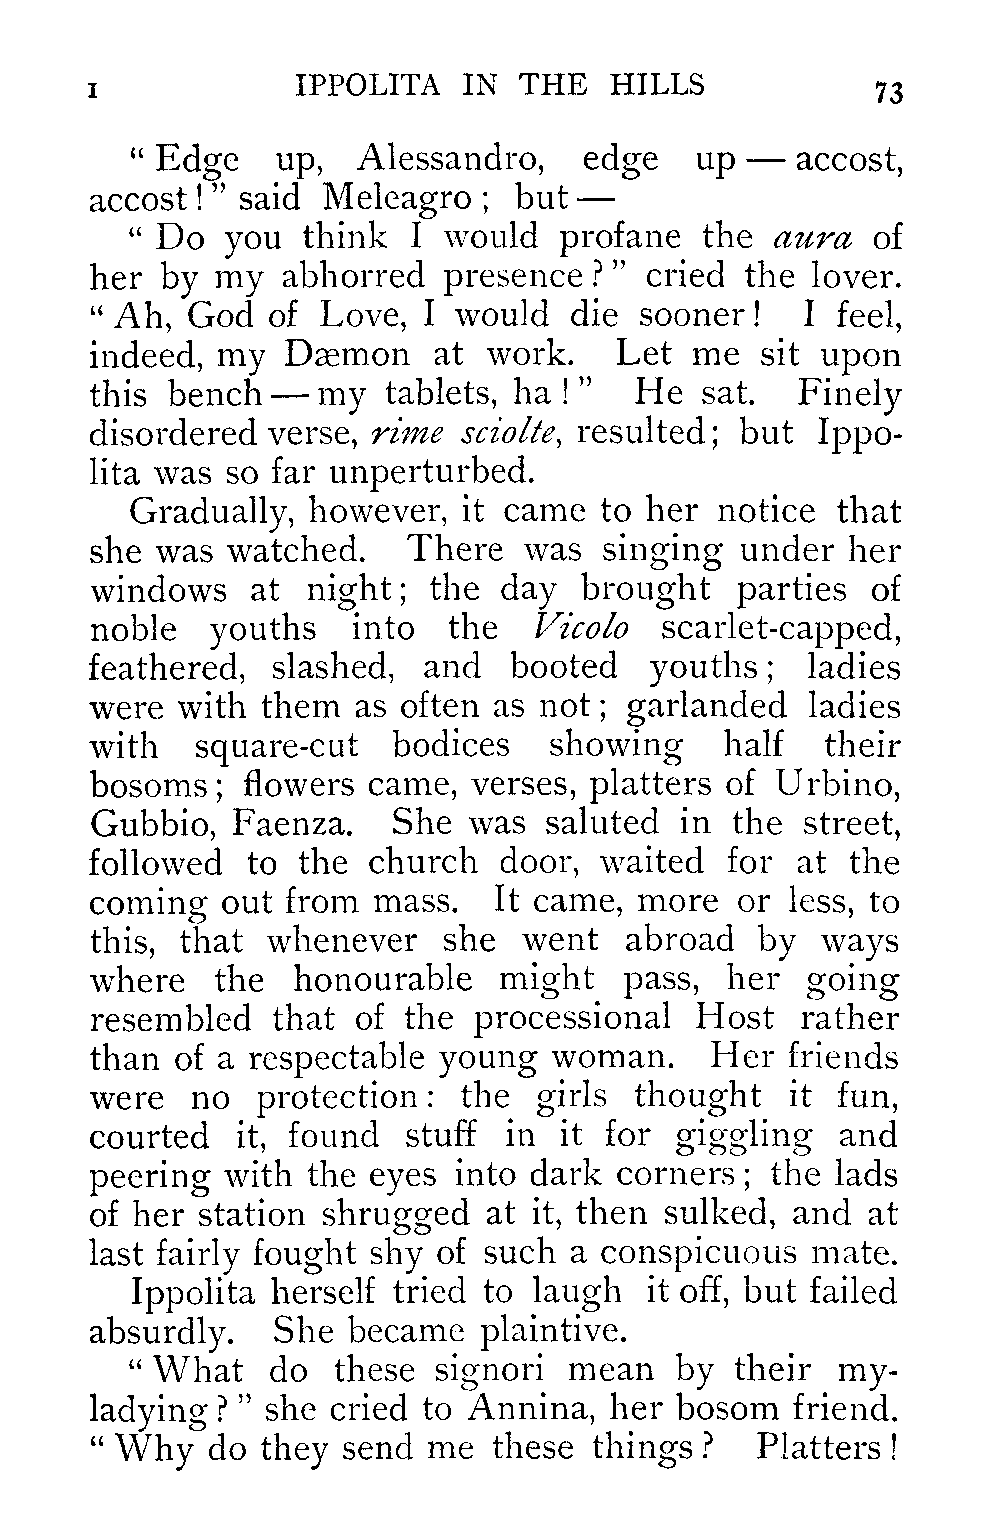 I IPPOLITA IN THE HILLS 73
“ Edge up, Alessandro, edge up — accost,
accost ! ” said Meleagro ; but —
“ Do you think I would profane the aura of
her by my abhorred presence ? ” cried the lover.
“ Ah, God of Love, I would die sooner ! I feel,
indeed, my Dæmon at work. Let me sit upon
this bench — my tablets, ha ! ” He sat. Finely
disordered verse, rime sciolte, resulted ; but Ippo-
lita was so far unperturbed.
Gradually, however, it came to her notice that
she was watched. There was singing under her
windows at night ; the day brought parties of
noble youths into the Vicolo scarlet-capped,
feathered, slashed, and booted youths ; ladies
were with them as often as not ; garlanded ladies
with square-cut bodices showing half their
bosoms ; flowers came, verses, platters of Urbino,
Gubbio, Faenza. She was saluted in the street,
followed to the church door, waited for at the
coming out from mass. It came, more or less, to
this, that whenever she went abroad by ways
where the honourable might pass, her going
resembled that of the processional Host rather
than of a respectable young woman. Her friends
were no protection : the girls thought it fun,
courted it, found stuff in it for giggling and
peering with the eyes into dark corners ; the lads
of her station shrugged at it, then sulked, and at
last fairly fought shy of such a conspicuous mate.
Ippolita herself tried to laugh it off, but failed
absurdly. She became plaintive.
“ What do these signori mean by their my-
ladying ? ” she cried to Annina, her bosom friend.
“ Why do they send me these things ? Platters !